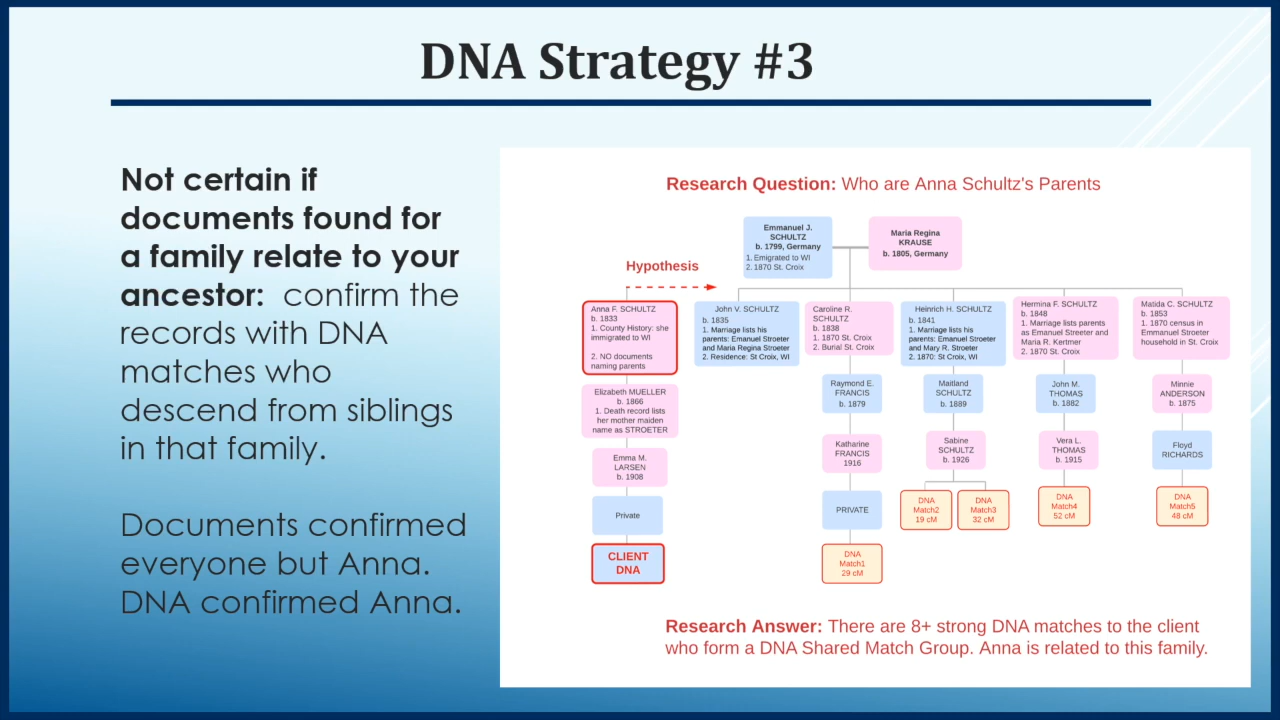 DNA Strategy #3
Not certain if
documents found for
a family relate to your
ancestor: confirm the
records with DNA
matches who
descend from siblings
in that family.
Documents confirmed
everyone but Anna.
DNA confirmed Anna.
Research Question: Who are Anna Schultz's Parents
Emmanuel J.
SCHULTZ
b. 1799, Germany
1. Emigrated to WI
2. 1870 St. Croix
Maria Regina
KRAUSE
b. 1805, Germany
Hypothesis
Anna F. SCHULTZ
b. 1833
1. County History: she
immigrated to WI
2. NO documents
naming parents
John V. SCHULTZ
b. 1835
1. Marriage lists his
parents: Emanuel Stroeter
and Maria Regina Stroeter
2. Residence: St Croix, WI
Caroline R.
SCHULTZ
b. 1838
1. 1870 St. Croix
2. Burial St. Croix
Heinrich H. SCHULTZ
b. 1841
1. Marriage lists his
parents: Emanuel Stroeter
and Mary R. Stroeter
2. 1870: St Croix, WI
Hermina F. SCHULTZ
b. 1848
1. Marriage lists parents
as Emanuel Stroeter and
Maria R. Kertmer
2. 1870 St. Croix
Matida C. SCHULTZ
b. 1853
1. 1870 census in
Emmanuel Stroeter
household in St. Croix
Elizabeth MUELLER
b. 1866
1. Death record lists
her mother maiden
name as STROETER
Raymond E.
FRANCIS
b. 1879
Maitland
SCHULTZ
b. 1889
John M.
THOMAS
b. 1882
Minnie
ANDERSON
b. 1875
Emma M.
LARSEN
b. 1908
Katharine
FRANCIS
1916
Sabine
SCHULTZ
b. 1926
Vera L.
THOMAS
b. 1915
Floyd
RICHARDS
Private
PRIVATE
DNA
Match2
19 cM
DNA
Match3
32 cM
DNA
Match4
52 cM
DNA
Match5
48 cM
CLIENT
DNA
DNA
Match1
29 cM
Research Answer: There are 8+ strong DNA matches to the client
who form a DNA Shared Match Group. Anna is related to this family.